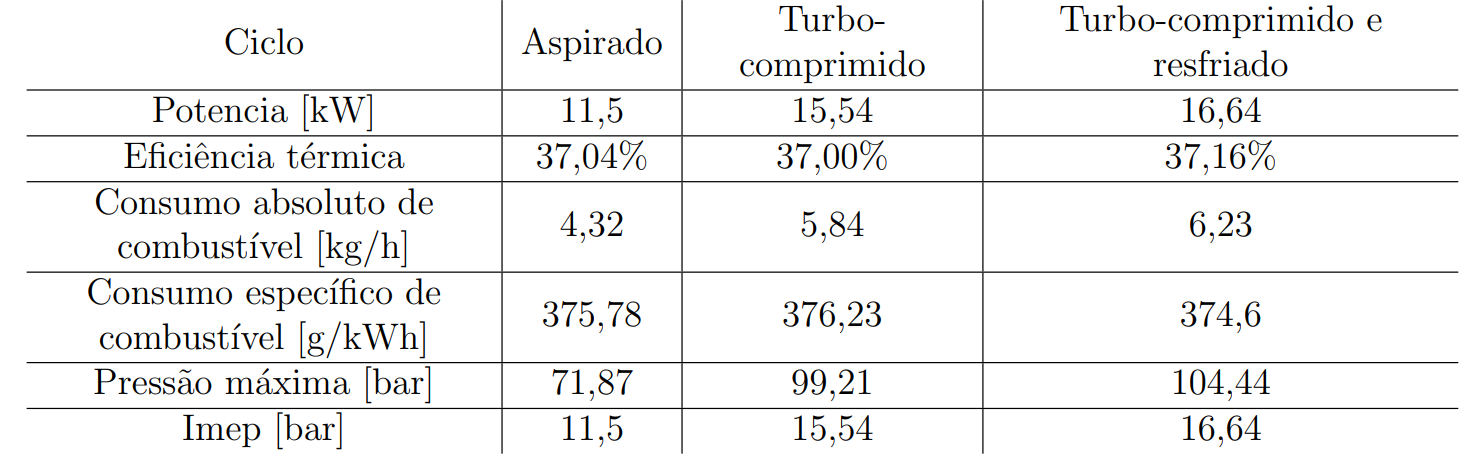 Ciclo Aspirado Turbo-
comprimido Turbo-comprimido e
resfriado
Potencia [kW] 11,5 15,54 16,64
Eficiência térmica 37,04% 37,00% 37,16%
Consumo absoluto de
combustível [kg/h] 4,32 5,84 6,23
Consumo específico de
combustível [g/kWh] 375,78 376,23 374,6
Pressão máxima [bar] 71,87 99,21 104,44
Imep [bar] 11,5 15,54 16,64